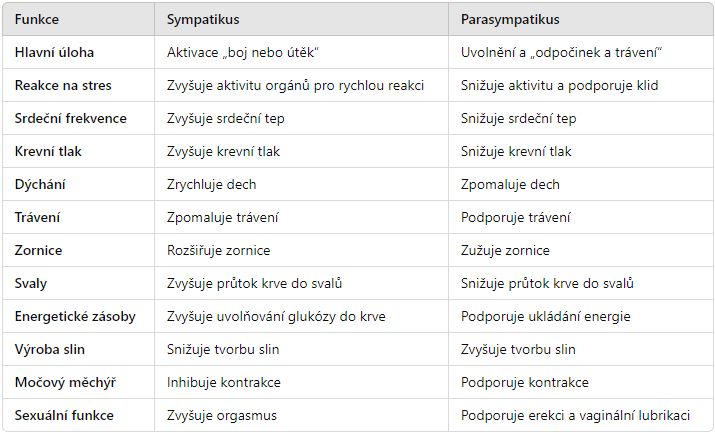 Funkce Sympatikus Parasympatikus
Hlavní úloha Aktivace „boj nebo útěk“ Uvolnění a „odpočinek a trávení“
Reakce na stres Zvyšuje aktivitu orgánů pro rychlou reakci Snižuje aktivitu a podporuje klid
Srdeční frekvence Zvyšuje srdeční tep Snižuje srdeční tep
Krevní tlak Zvyšuje krevní tlak Snižuje krevní tlak
Dýchání Zrychluje dech Zpomaluje dech
Trávení Zpomaluje trávení Podporuje trávení
Zornice Rozšiřuje zornice Zužuje zornice
Svaly Zvyšuje průtok krve do svalů Snižuje průtok krve do svalů
Energetické zásoby Zvyšuje uvolňování glukózy do krve Podporuje ukládání energie
Výroba slin Snižuje tvorbu slin Zvyšuje tvorbu slin
Močový měchýř Inhibuje kontrakce Podporuje kontrakce
Sexuální funkce Zvyšuje orgasmus Podporuje erekci a vaginální lubrikaci